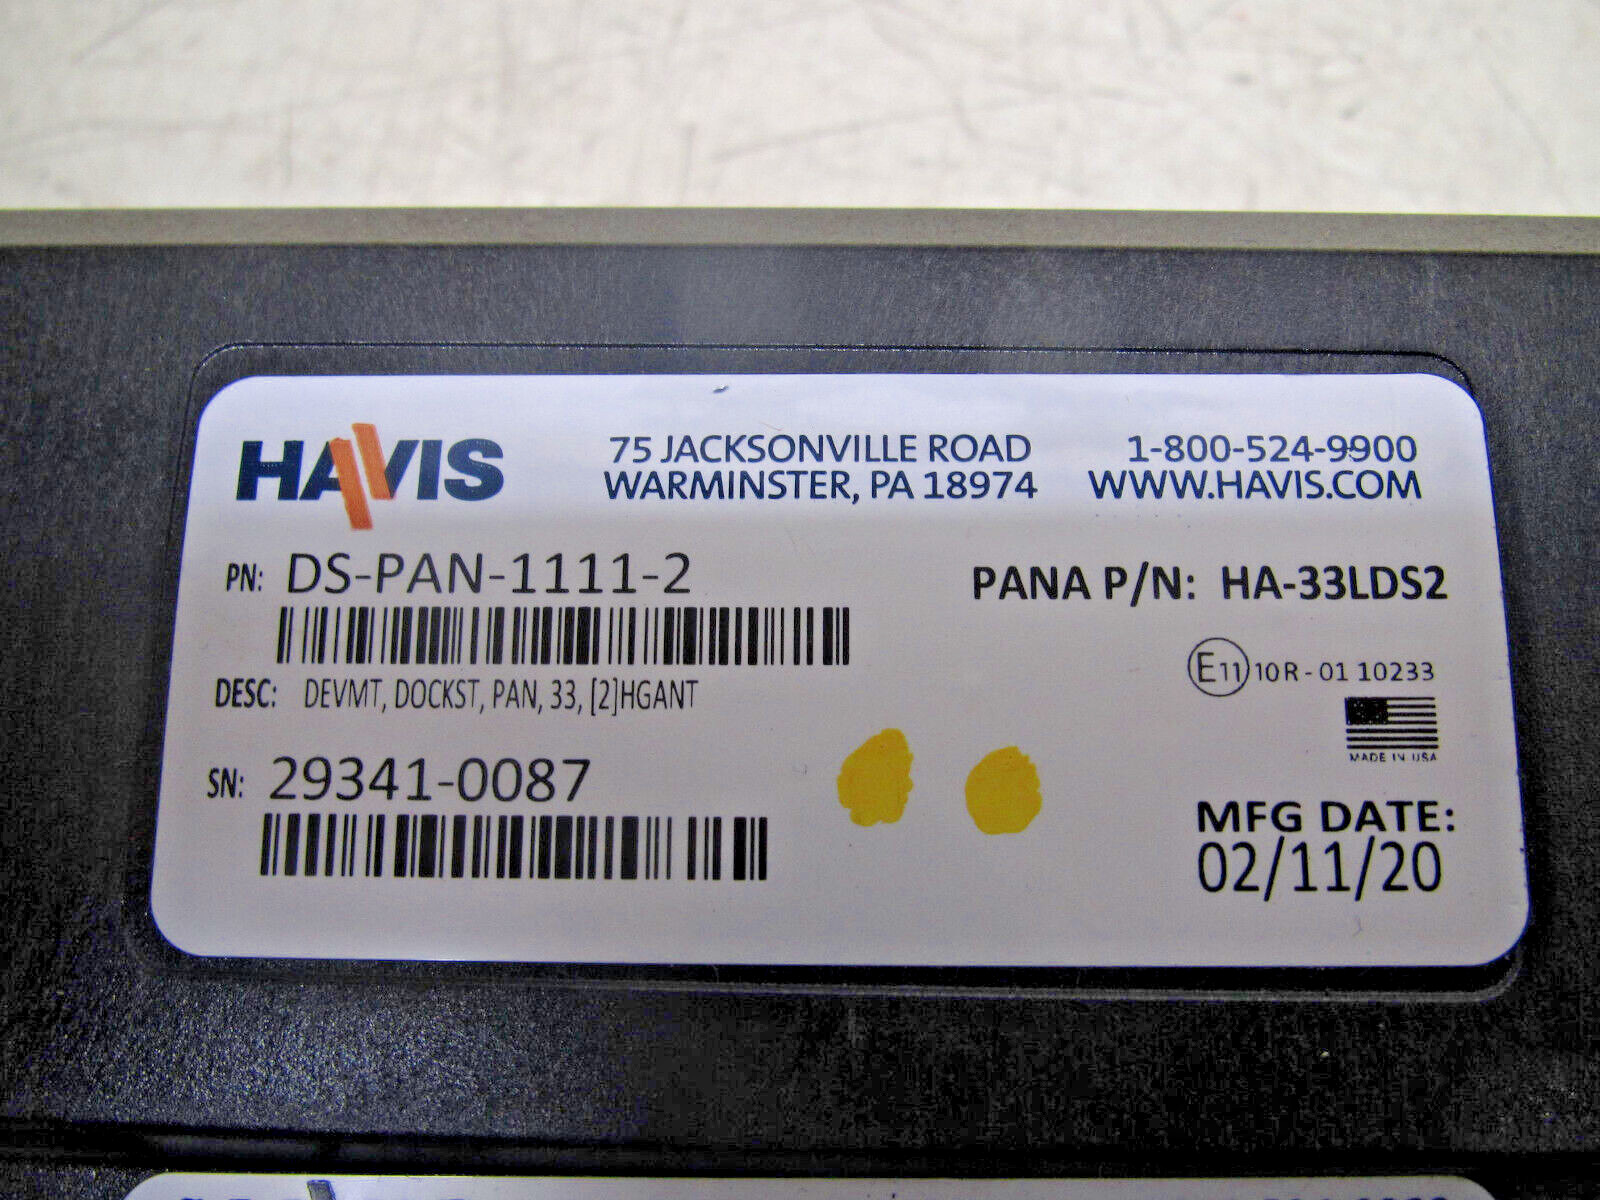 HAVIS
75 JACKSONVILLE ROAD
WARMINSTER, PA 18974
1-800-524-9900
WWW.HAVIS.COM
PN: DS-PAN-1111-2
PANA P/N: HA-33LDS2
DESC: DEVMT, DOCKST, PAN, 33, [2]HGANT
E11 10R - 01 10233
MADE IN USA
SN: 29341-0087
MFG DATE:
02/11/20